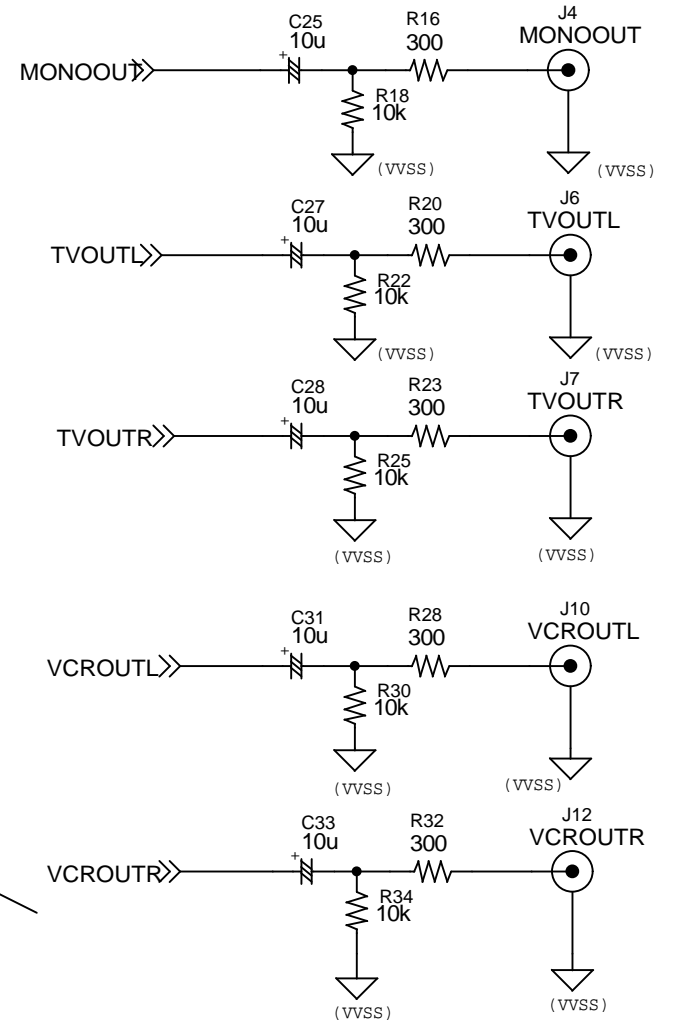 C25
10u
R16
300
J4
MONOOUT
MONOOUT
+
R18
10k
(VVSS)
(VVSS)
C27
10u
R20
300
J6
TVOUTL
TVOUTL
+
R22
10k
(VVSS)
(VVSS)
C28
10u
R23
300
J7
TVOUTR
TVOUTR
+
R25
10k
(VVSS)
(VVSS)
C31
10u
R28
300
J10
VCROUTL
VCROUTL
+
R30
10k
(VVSS)
(VVSS)
C33
10u
R32
300
J12
VCROUTR
VCROUTR
+
R34
10k
(VVSS)
(VVSS)